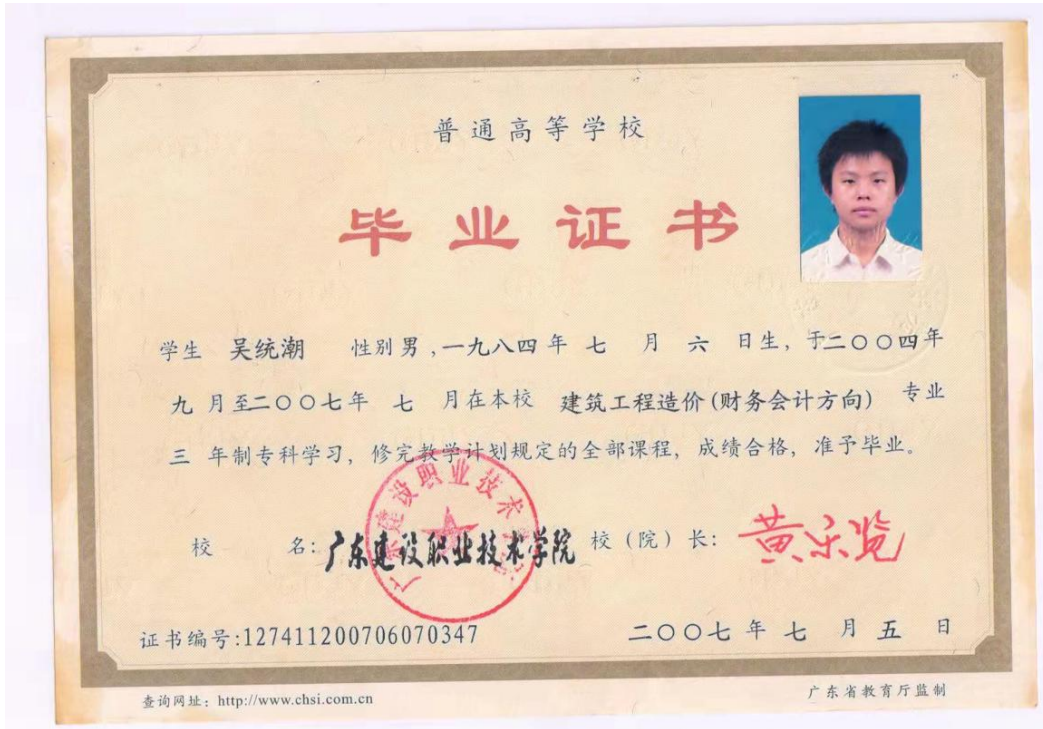 普通高等学校
毕业证书
学生 吴统潮 性别 男 ,一九八四 年 七 月 六 日生, 于二〇〇四年
九 月至二〇〇七年 七 月在本校 建筑工程造价(财务会计方向) 专业
三 年制专科学习, 修完教学计划规定的全部课程, 成绩合格, 准予毕业。
校 名: 广东建设职业技术学院 校(院)长:
证书编号:127411200706070347 二〇〇七 年 七 月 五 日
查询网址: http://www.chsi.com.cn 广东省教育厅监制